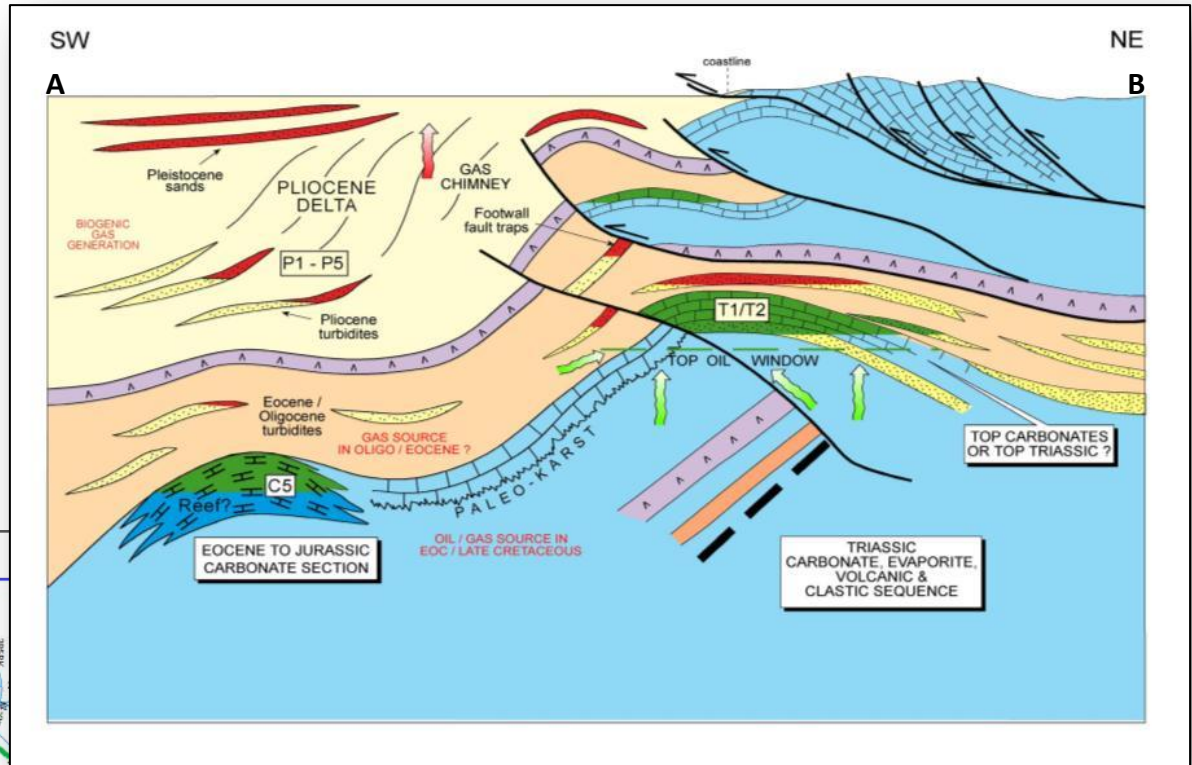 SW
NE
A
coastline
B
Pleistocene
sands
PLIOCENE
DELTA
GAS
CHIMNEY
BIOGENIC
GAS
GENERATION
Footwall
fault traps
P1 - P5
Pliocene
turbidites
T1/T2
TOP OIL WINDOW
Eocene /
Oligocene
turbidites
GAS SOURCE
IN OLIGO / EOCENE ?
TOP CARBONATES
OR TOP TRIASSIC ?
PALEO-KARST
C5
Reef?
EOCENE TO JURASSIC
CARBONATE SECTION
OIL / GAS SOURCE IN
EOC / LATE CRETACEOUS
TRIASSIC
CARBONATE, EVAPORITE,
VOLCANIC &
CLASTIC SEQUENCE